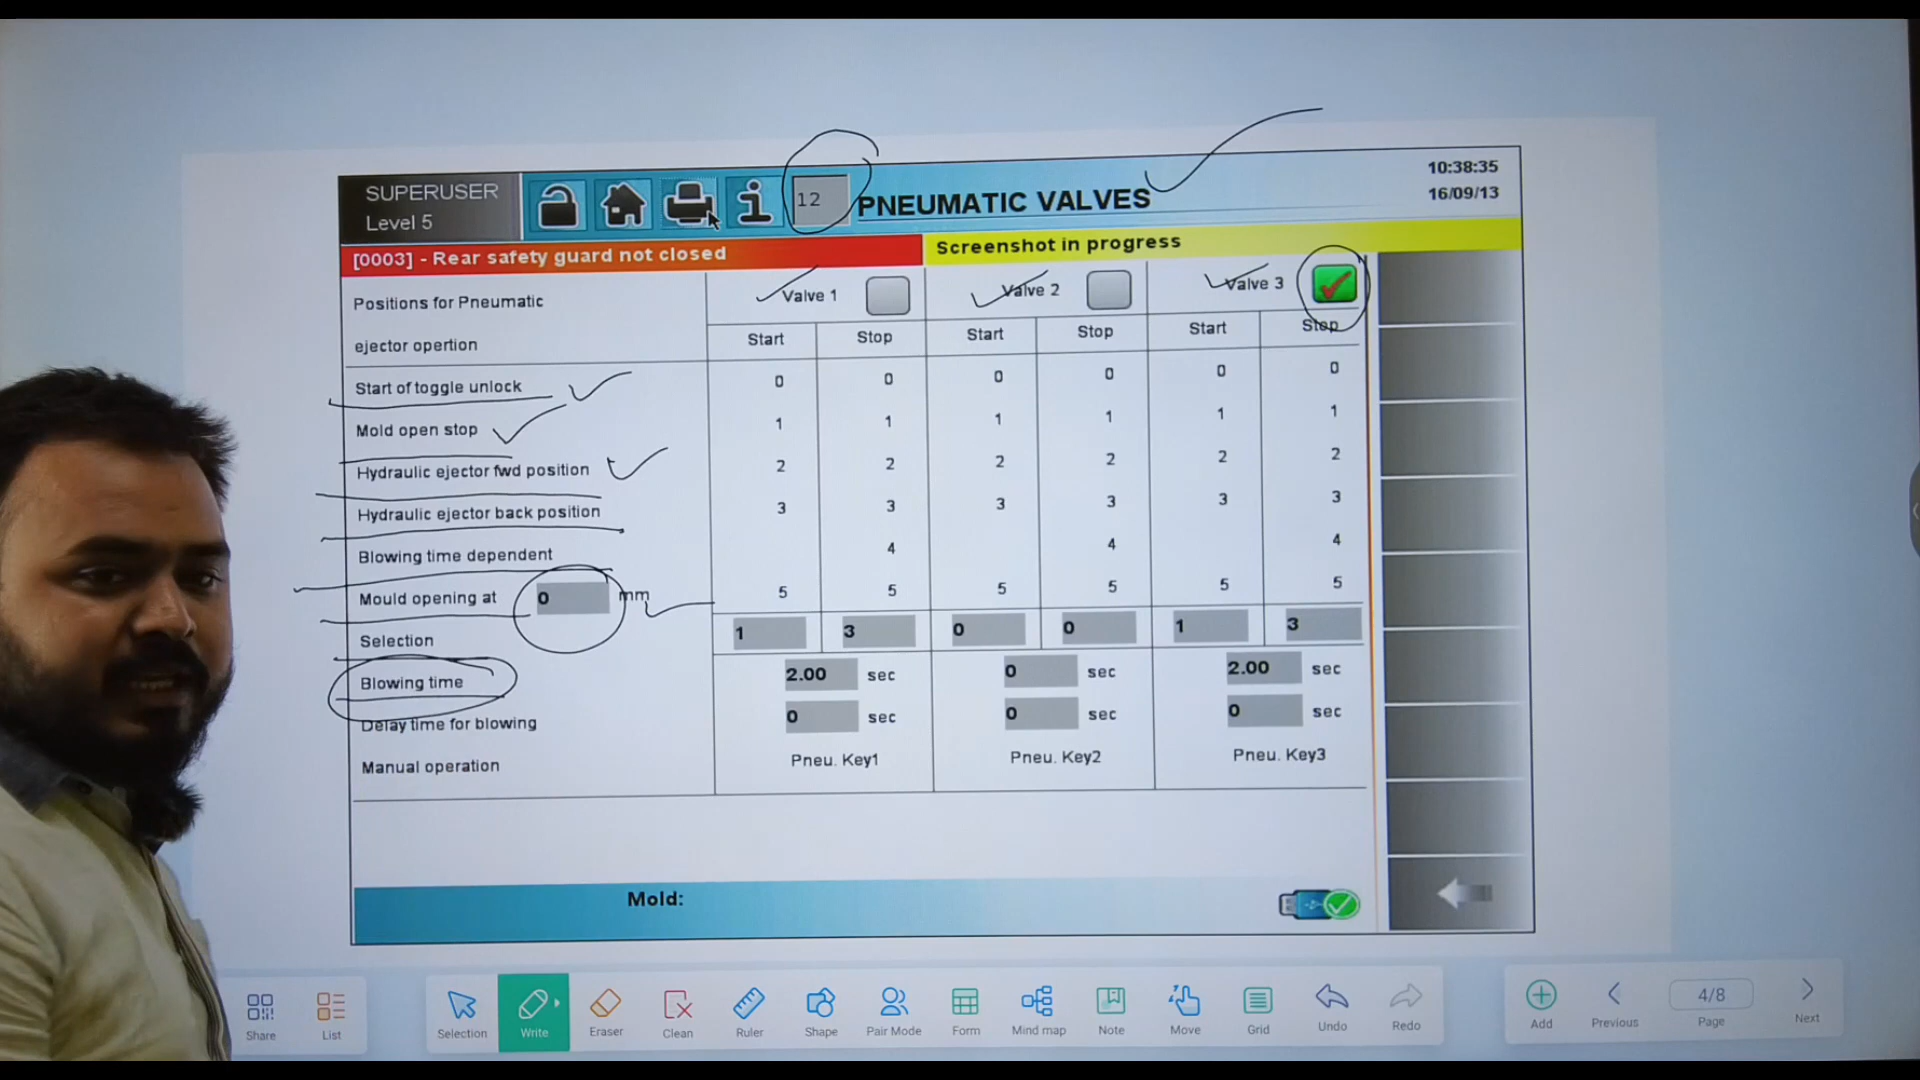 SUPERUSER
Level 5
12
PNEUMATIC VALVES
10:38:35
16/09/13
[0003] - Rear safety guard not closed
Screenshot in progress
Positions for Pneumatic
ejector opertion
Valve 1
Valve 2
Valve 3
Start Stop Start Stop Start Stop
Start of toggle unlock 0 0 0 0 0 0
Mold open stop 1 1 1 1 1 1
Hydraulic ejector fwd position 2 2 2 2 2 2
Hydraulic ejector back position 3 3 3 3 3 3
Blowing time dependent 4 4 4
Mould opening at 0 mm 5 5 5 5 5 5
Selection 1 3 0 0 1 3
Blowing time 2.00 sec 0 sec 2.00 sec
Delay time for blowing 0 sec 0 sec 0 sec
Manual operation Pneu. Key1 Pneu. Key2 Pneu. Key3
Mold:
Share List Selection Write Eraser Clean Ruler Shape Pair Mode Form Mind map Note Move Grid Undo Redo Add Previous 4/8 Page Next